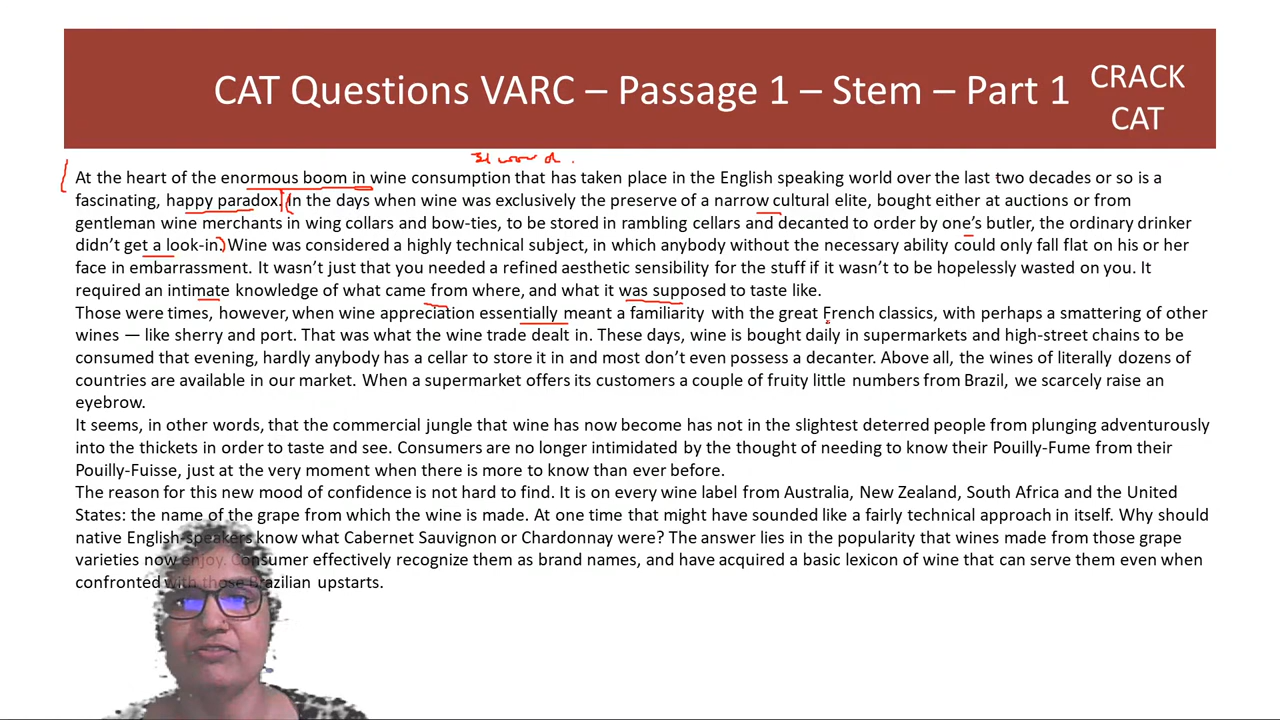 CAT Questions VARC – Passage 1 – Stem – Part 1
CRACK
CAT
At the heart of the enormous boom in wine consumption that has taken place in the English speaking world over the last two decades or so is a
fascinating, happy paradox. In the days when wine was exclusively the preserve of a narrow cultural elite, bought either at auctions or from
gentleman wine merchants in wing collars and bow-ties, to be stored in rambling cellars and decanted to order by one’s butler, the ordinary drinker
didn’t get a look-in. Wine was considered a highly technical subject, in which anybody without the necessary ability could only fall flat on his or her
face in embarrassment. It wasn’t just that you needed a refined aesthetic sensibility for the stuff if it wasn’t to be hopelessly wasted on you. It
required an intimate knowledge of what came from where, and what it was supposed to taste like.
Those were times, however, when wine appreciation essentially meant a familiarity with the great French classics, with perhaps a smattering of other
wines — like sherry and port. That was what the wine trade dealt in. These days, wine is bought daily in supermarkets and high-street chains to be
consumed that evening, hardly anybody has a cellar to store it in and most don’t even possess a decanter. Above all, the wines of literally dozens of
countries are available in our market. When a supermarket offers its customers a couple of fruity little numbers from Brazil, we scarcely raise an
eyebrow.
It seems, in other words, that the commercial jungle that wine has now become has not in the slightest deterred people from plunging adventurously
into the thickets in order to taste and see. Consumers are no longer intimidated by the thought of needing to know their Pouilly-Fume from their
Pouilly-Fuisse, just at the very moment when there is more to know than ever before.
The reason for this new mood of confidence is not hard to find. It is on every wine label from Australia, New Zealand, South Africa and the United
States: the name of the grape from which the wine is made. At one time that might have sounded like a fairly technical approach in itself. Why should
native English-speakers know what Cabernet Sauvignon or Chardonnay were? The answer lies in the popularity that wines made from those grape
varieties now enjoy. Consumer effectively recognize them as brand names, and have acquired a basic lexicon of wine that can serve them even when
confronted with those Brazilian upstarts.